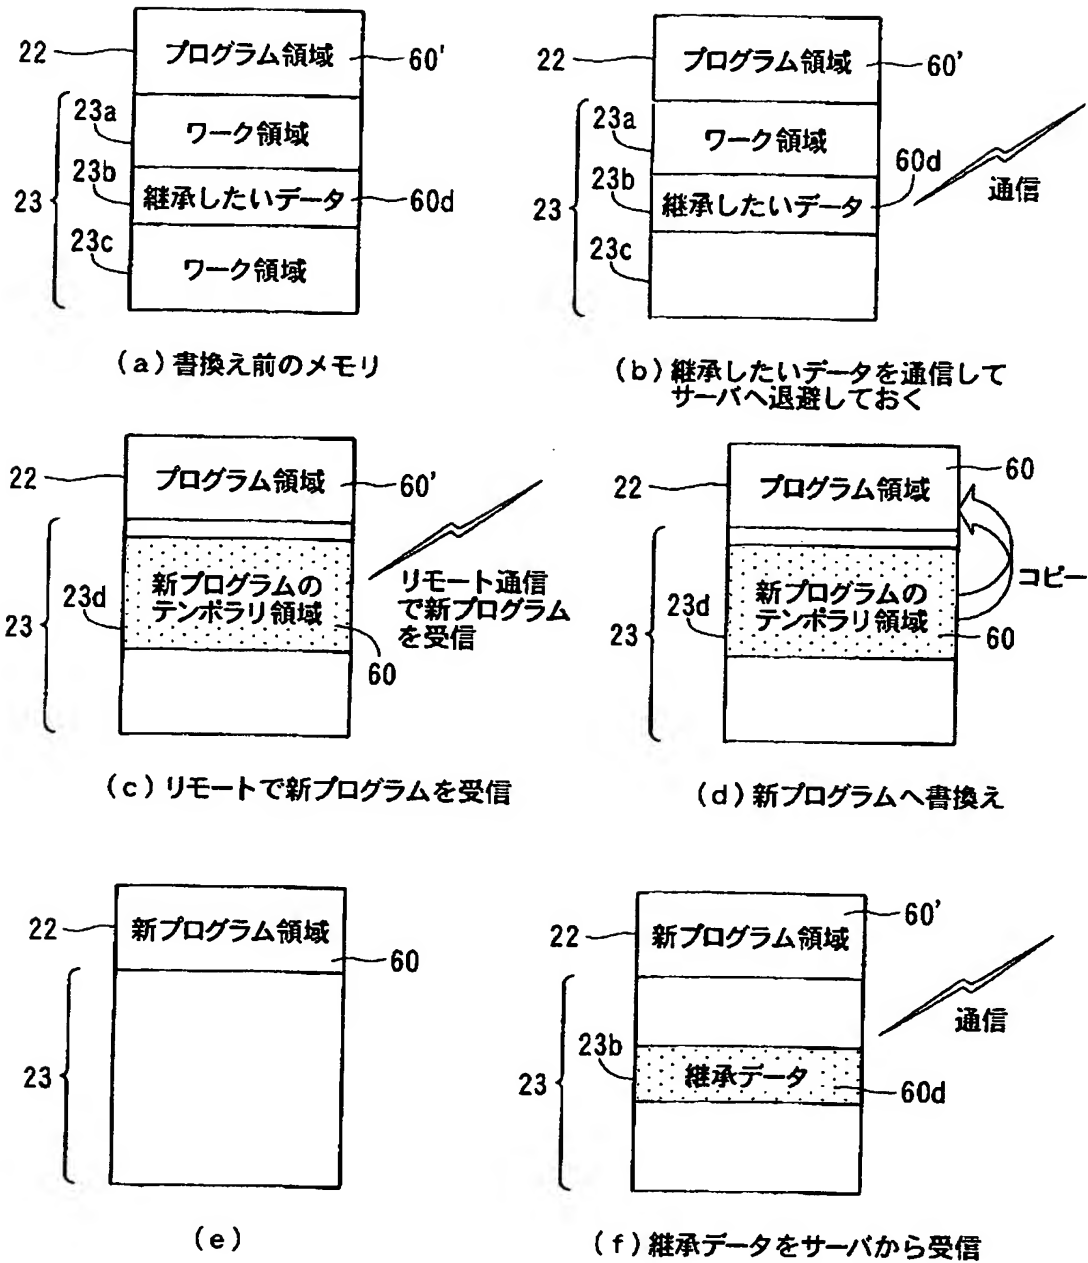 22
プログラム領域
60'
23
23a
ワーク領域
23b
継承したいデータ
60d
23c
ワーク領域
(a)書換え前のメモリ
22
プログラム領域
60'
23
23a
ワーク領域
23b
継承したいデータ
60d
23c
通信
(b)継承したいデータを通信して
サーバへ退避しておく
22
プログラム領域
60'
23
23d
新プログラムの
テンポラリ領域
60
リモート通信
で新プログラム
を受信
(c)リモートで新プログラムを受信
22
プログラム領域
60
23
23d
新プログラムの
テンポラリ領域
60
コピー
(d)新プログラムへ書換え
22
新プログラム領域
60
23
(e)
22
新プログラム領域
60'
23
23b
継承データ
60d
通信
(f)継承データをサーバから受信